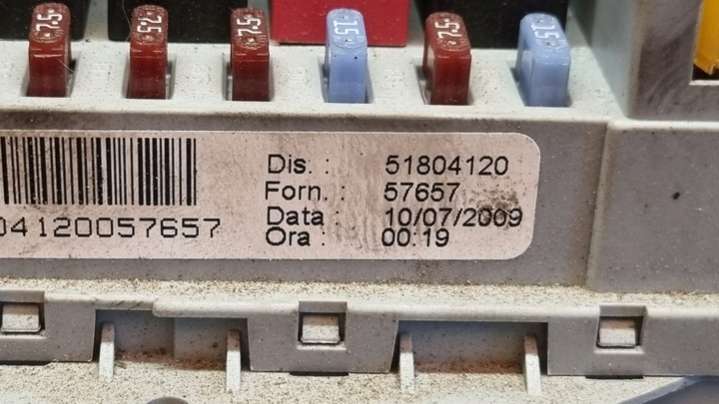 7.5 7.5 7.5 15 7.5 15
Dis. : 51804120
Forn. : 57657
Data : 10/07/2009
Ora : 00:19
04120057657